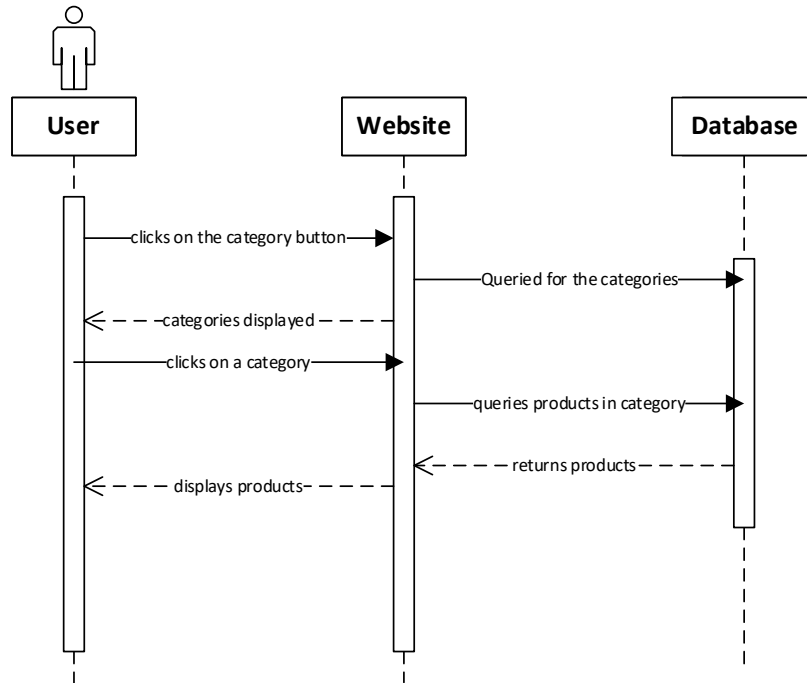 User
Website
Database
clicks on the category button
Queried for the categories
categories displayed
clicks on a category
queries products in category
returns products
displays products